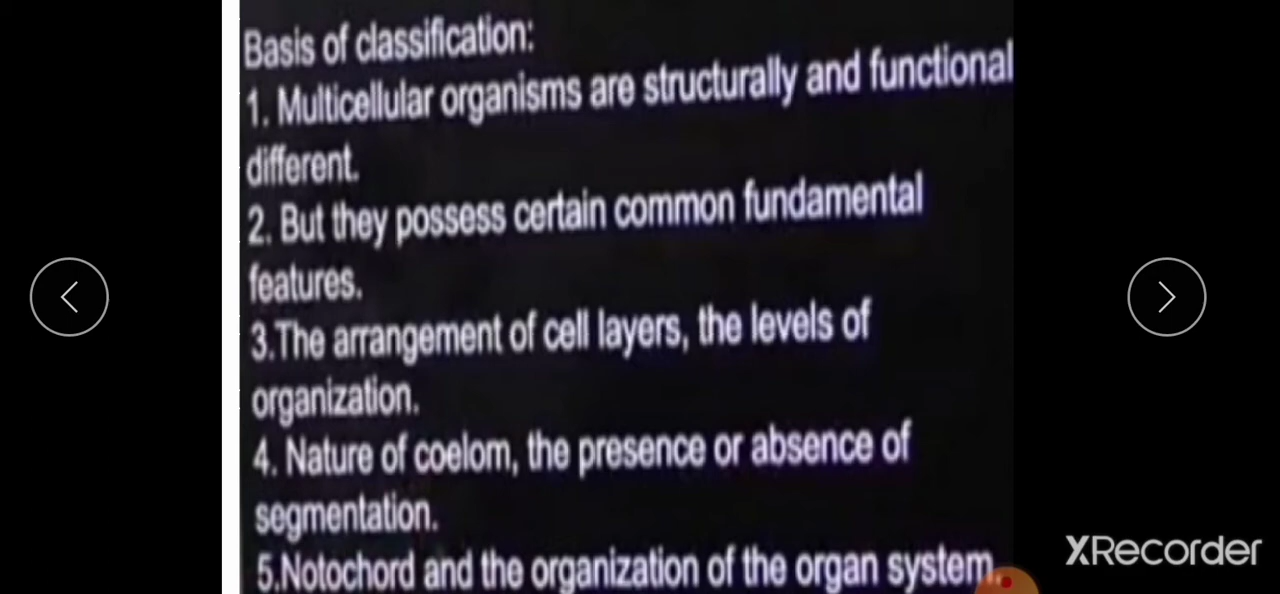 Basis of classification:
1. Multicellular organisms are structurally and functional
different.
2. But they possess certain common fundamental
features.
3.The arrangement of cell layers, the levels of
organization.
4. Nature of coelom, the presence or absence of
segmentation.
5.Notochord and the organization of the organ system.
XRecorder